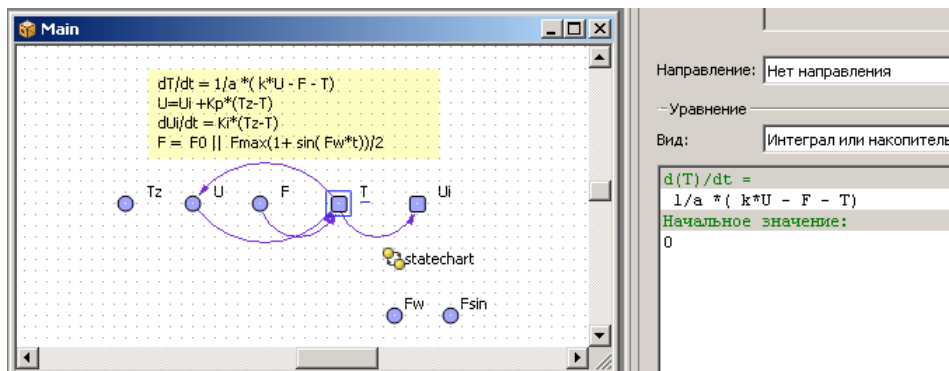 Main
dT/dt = 1/a *( k*U - F - T)
U=Ui +Kp*(Tz-T)
dUi/dt = Ki*(Tz-T)
F =  F0 || Fmax(1+ sin( Fw*t))/2
Tz U F T Ui
statechart
Fw Fsin
Направление: Нет направления
Уравнение
Вид: Интеграл или накопитель
d(T)/dt =
1/a *( k*U - F - T)
Начальное значение:
0